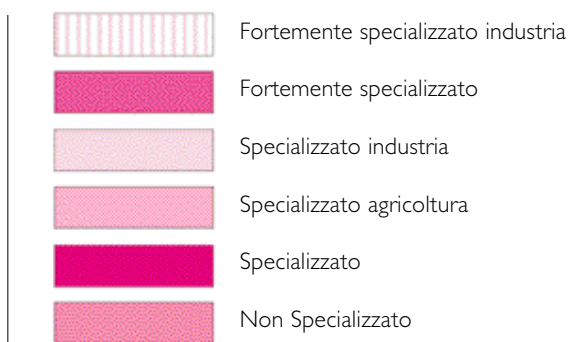 Fortemente specializzato industria
Fortemente specializzato
Specializzato industria
Specializzato agricoltura
Specializzato
Non Specializzato